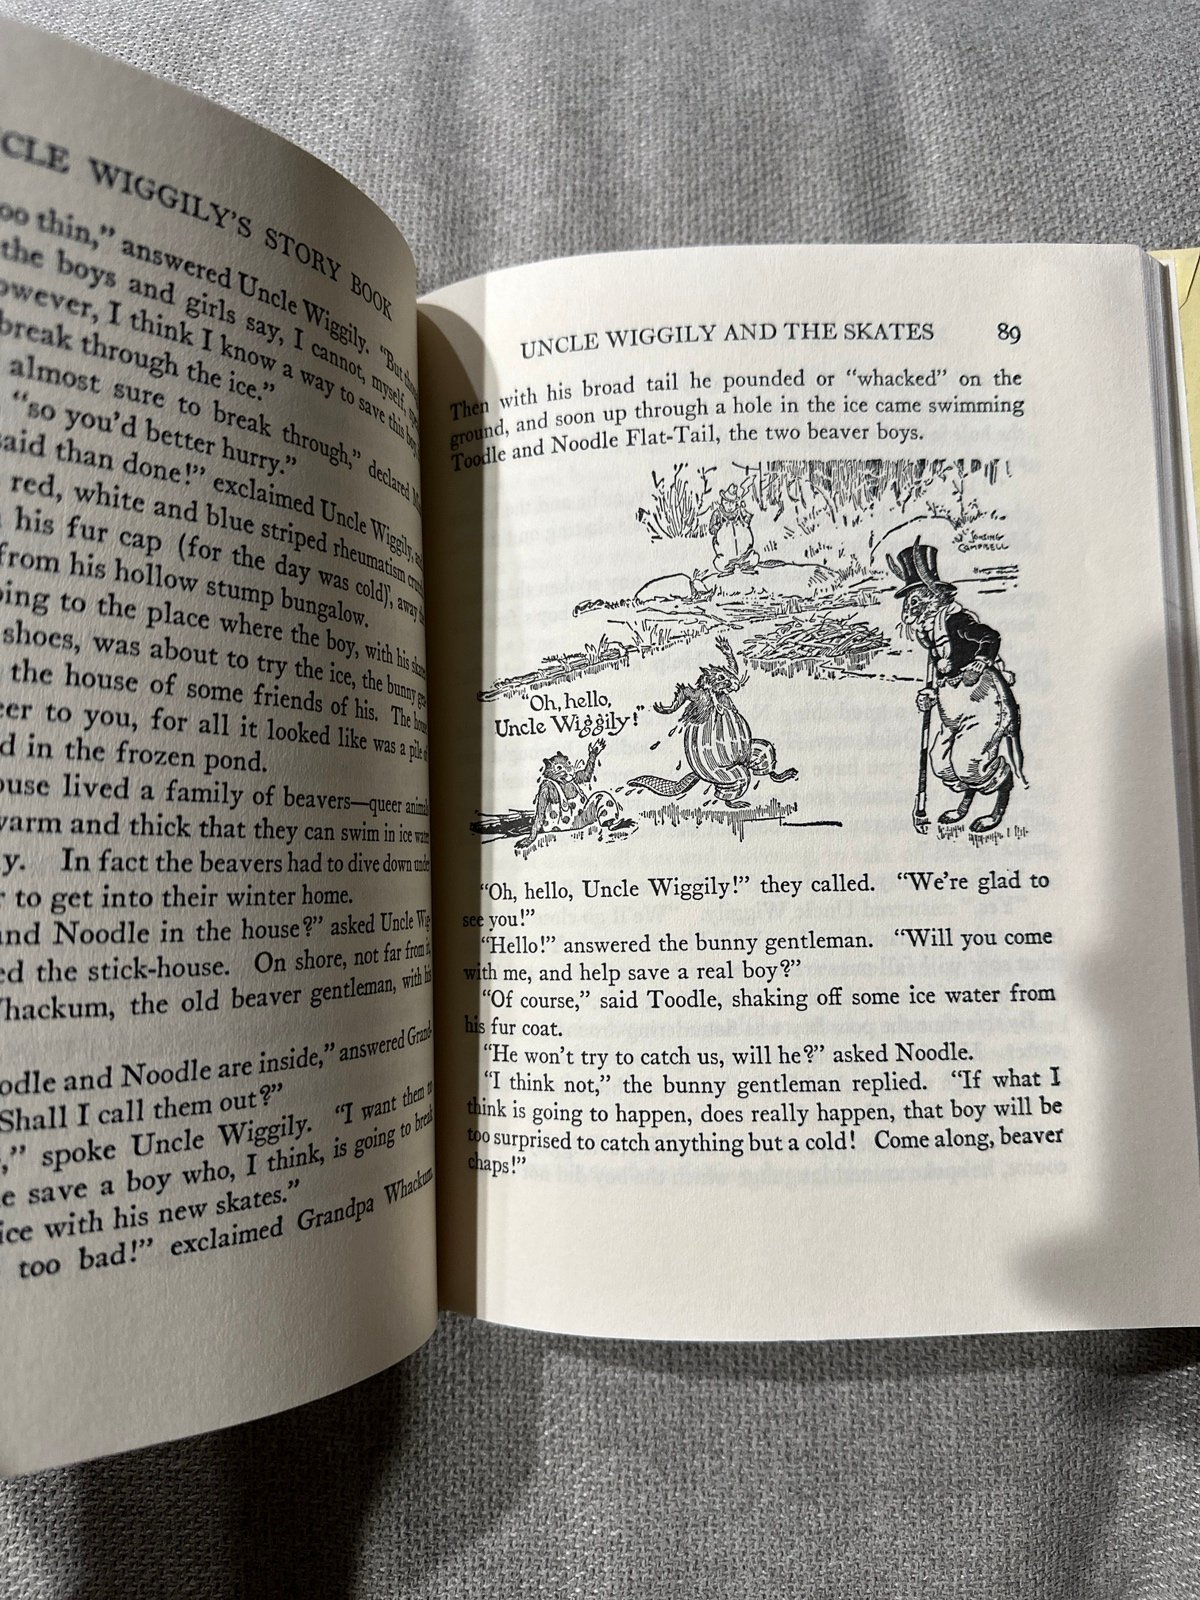 UNCLE WIGGILY'S STORY BOOK
too thin," answered Uncle Wiggily. "But
the boys and girls say, I cannot, myself,
However, I think I know a way to save this boy
break through the ice."
almost sure to break through," declared
"so you'd better hurry."
said than done!" exclaimed Uncle Wiggily,
red, white and blue striped rheumatism
his fur cap (for the day was cold), away
from his hollow stump bungalow.
to the place where the boy, with his
shoes, was about to try the ice, the bunny
the house of some friends of his. The
to you, for all it looked like was a pile of
in the frozen pond.
lived a family of beavers—queer
warm and thick that they can swim in ice water
In fact the beavers had to dive down under
to get into their winter home.
and Noodle in the house?" asked Uncle
the stick-house. On shore, not far from it,
Whackum, the old beaver gentleman, with his
Toodle and Noodle are inside," answered
Shall I call them out?"
spoke Uncle Wiggily. "I want them to
save a boy who, I think, is going to break
ice with his new skates."
too bad!" exclaimed Grandpa Whackum.
UNCLE WIGGILY AND THE SKATES 89
Then with his broad tail he pounded or "whacked" on the
ground, and soon up through a hole in the ice came swimming
Toodle and Noodle Flat-Tail, the two beaver boys.
LANSING
CAMPBELL
"Oh, hello,
Uncle Wiggily!"
"Oh, hello, Uncle Wiggily!" they called. "We're glad to
see you!"
"Hello!" answered the bunny gentleman. "Will you come
with me, and help save a real boy?"
"Of course," said Toodle, shaking off some ice water from
his fur coat.
"He won't try to catch us, will he?" asked Noodle.
"I think not," the bunny gentleman replied. "If what I
think is going to happen, does really happen, that boy will be
too surprised to catch anything but a cold! Come along, beaver
chaps!"